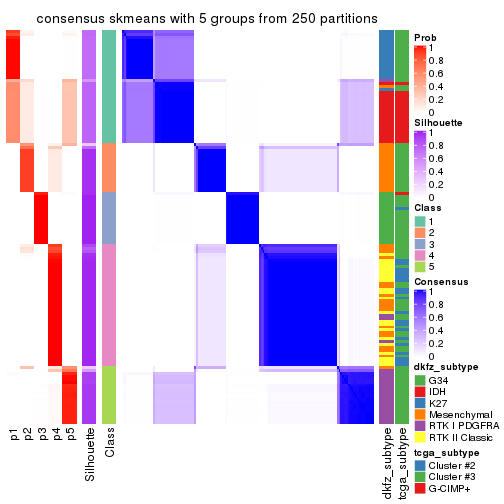 consensus skmeans with 5 groups from 250 partitions
Prob
1
0.8
0.6
0.4
0.2
0
Silhouette
1
0.8
0.6
0.4
0.2
0
Class
1
2
3
4
5
Consensus
1
0.8
0.6
0.4
0.2
0
dkfz_subtype
G34
IDH
K27
Mesenchymal
RTK I PDGFRA
RTK II Classic
tcga_subtype
Cluster #2
Cluster #3
G-CIMP+
p1
p2
p3
p4
p5
Silhouette
Class
dkfz_subtype
tcga_subtype